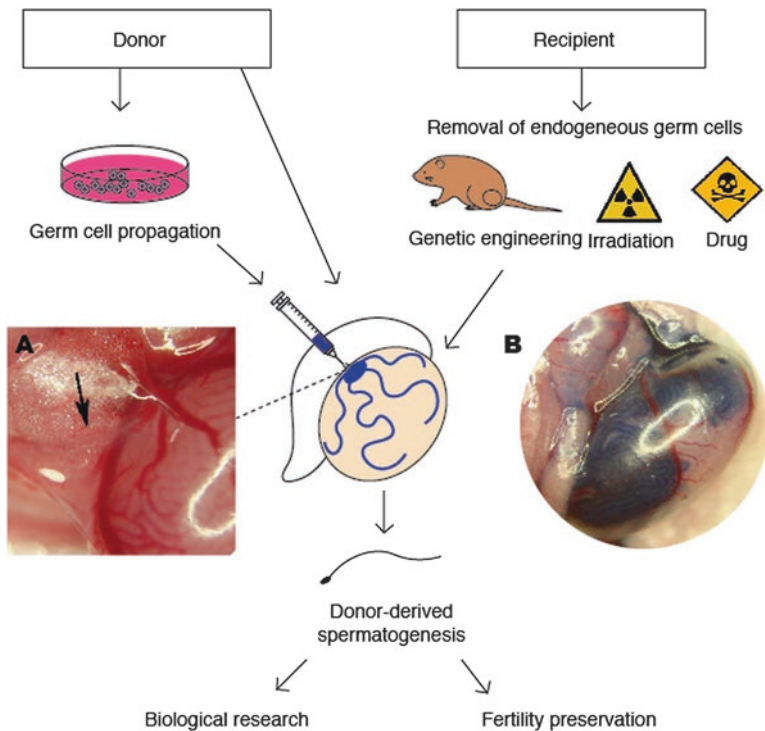 Donor
Recipient
Removal of endogeneous germ cells
Germ cell propagation
Genetic engineering
Irradiation
Drug
A
B
Donor-derived
spermatogenesis
Biological research
Fertility preservation